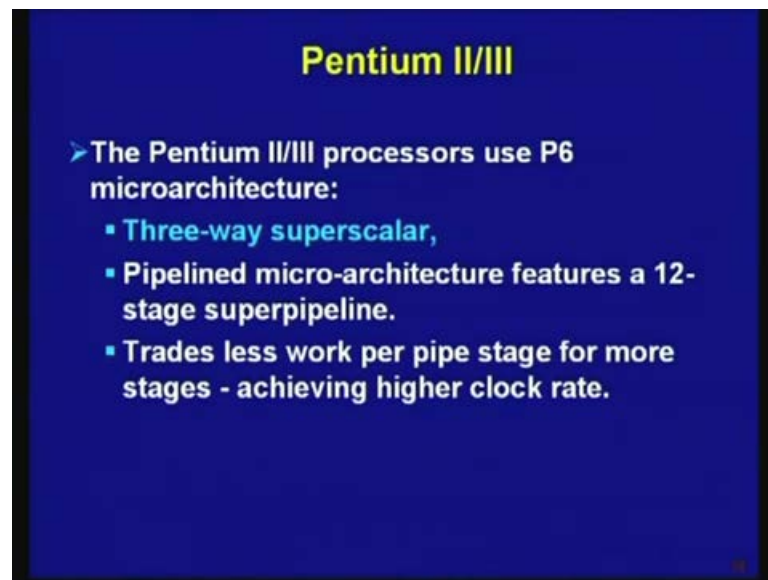 Pentium II/III
➢The Pentium II/III processors use P6
microarchitecture:
▪ Three-way superscalar,
▪ Pipelined micro-architecture features a 12-
stage superpipeline.
▪ Trades less work per pipe stage for more
stages - achieving higher clock rate.